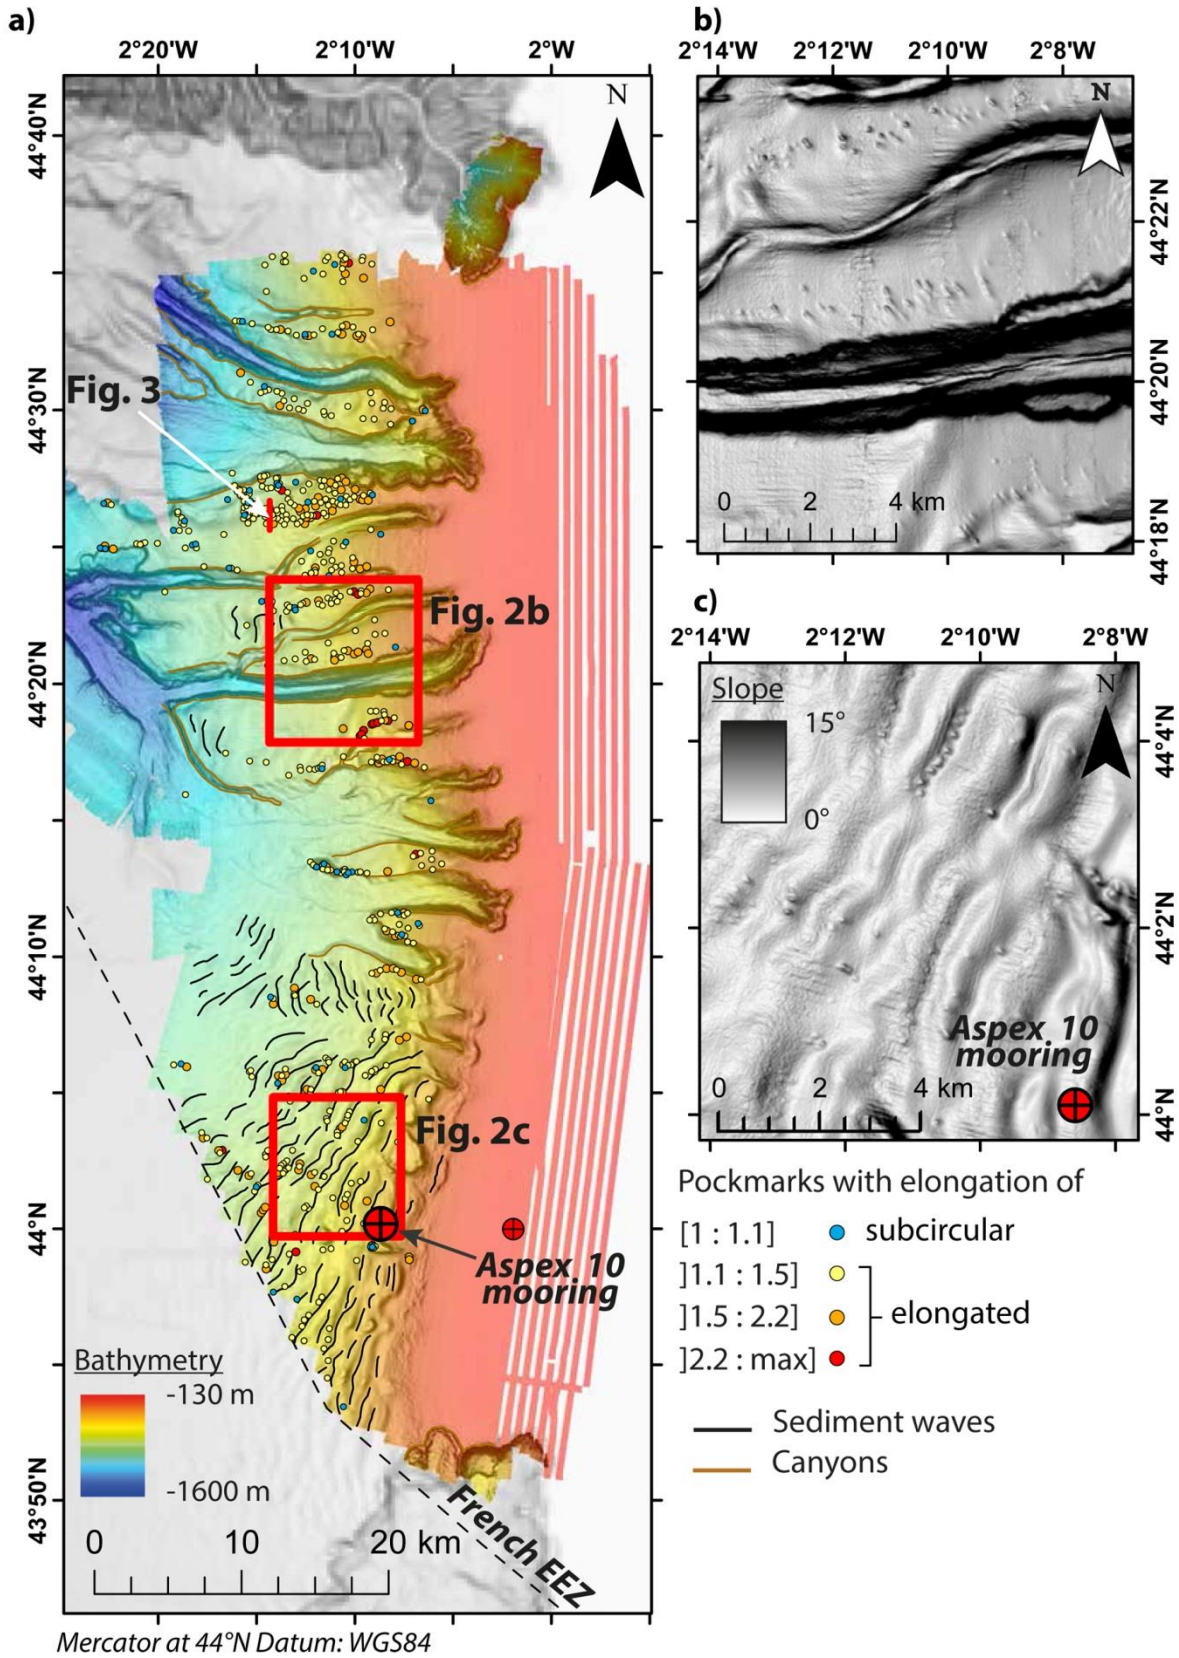 a)
2°20'W 2°10'W 2°W
N
44°40'N
44°30'N
44°20'N
44°10'N
44°N
43°50'N
Fig. 3
Fig. 2b
Fig. 2c
Aspex 10
mooring
Bathymetry
-130 m
-1600 m
0 10 20 km
French EEZ
Mercator at 44°N Datum: WGS84
b)
2°14'W 2°12'W 2°10'W 2°8'W
N
44°22'N
44°20'N
44°18'N
0 2 4 km
c)
2°14'W 2°12'W 2°10'W 2°8'W
Slope
15°
0°
N
44°4'N
44°2'N
44°N
Aspex 10
mooring
0 2 4 km
Pockmarks with elongation of
[1 : 1.1] subcircular
]1.1 : 1.5]
]1.5 : 2.2] elongated
]2.2 : max]
Sediment waves
Canyons